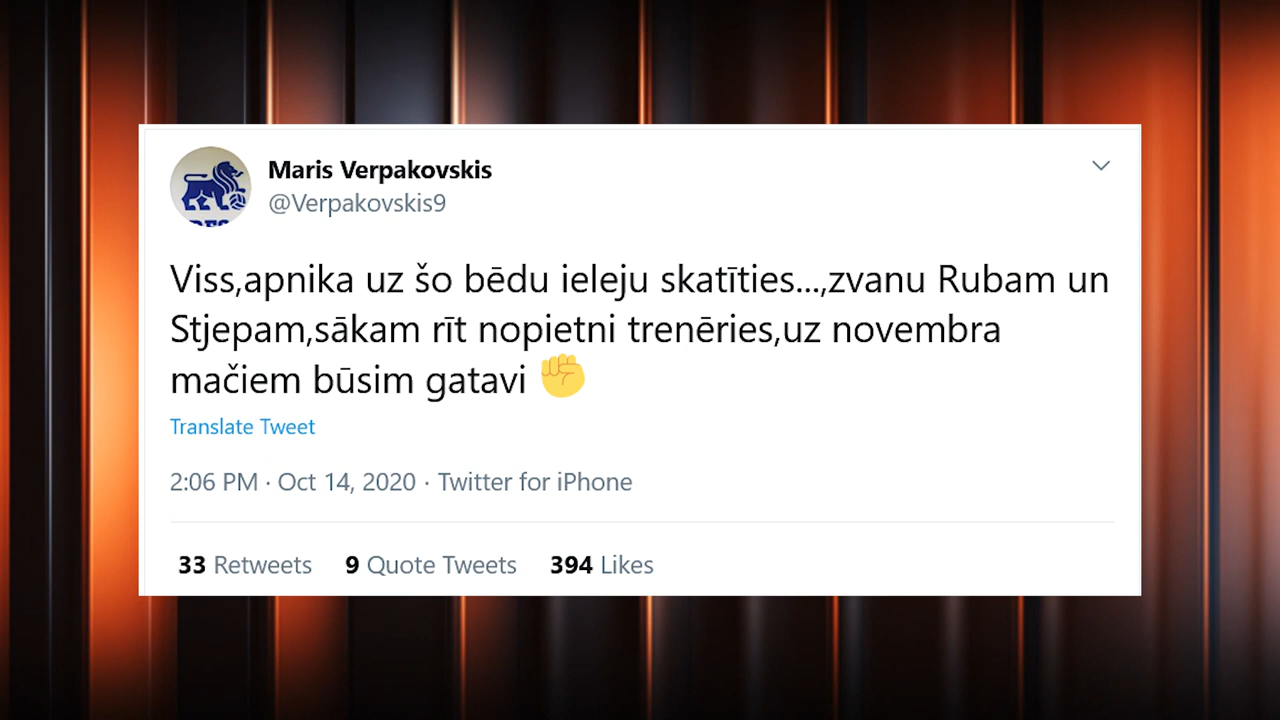 Maris Verpakovskis
@Verpakovskis9
Viss,apnika uz šo bēdu ieleju skatīties...,zvanu Rubam un
Stjepam,sākam rīt nopietni trenēries,uz novembra
mačiem būsim gatavi ✊
Translate Tweet
2:06 PM · Oct 14, 2020 · Twitter for iPhone
33 Retweets 9 Quote Tweets 394 Likes